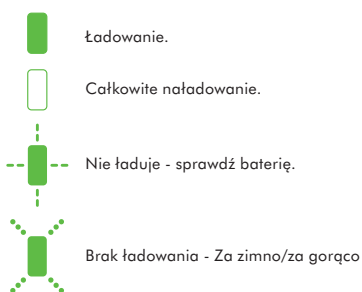 Ładowanie.
Całkowite naładowanie.
Nie ładuje - sprawdź baterię.
Brak ładowania - Za zimno/za gorąco